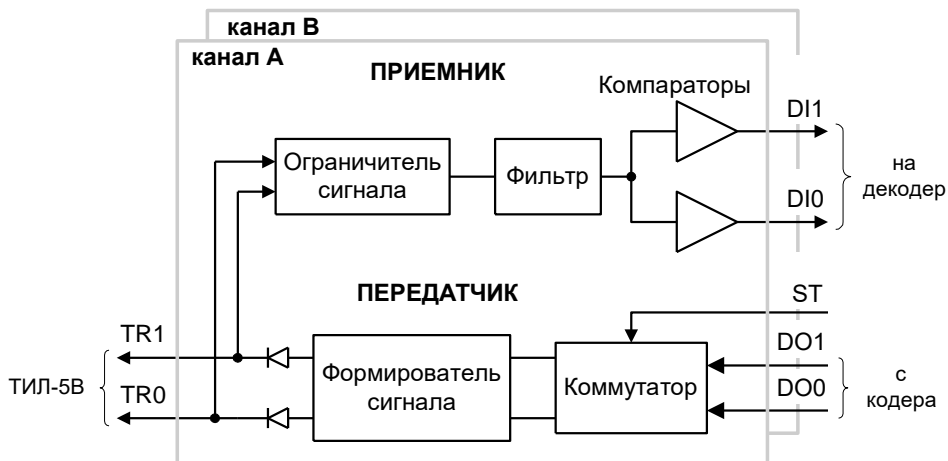 канал В
канал А
ПРИЕМНИК
Компараторы
DI1
Ограничитель
сигнала
Фильтр
на
декодер
DI0
ПЕРЕДАТЧИК
ST
TR1
DO1
ТИЛ-5В
Формирователь
сигнала
Коммутатор
с
кодера
TR0
DO0